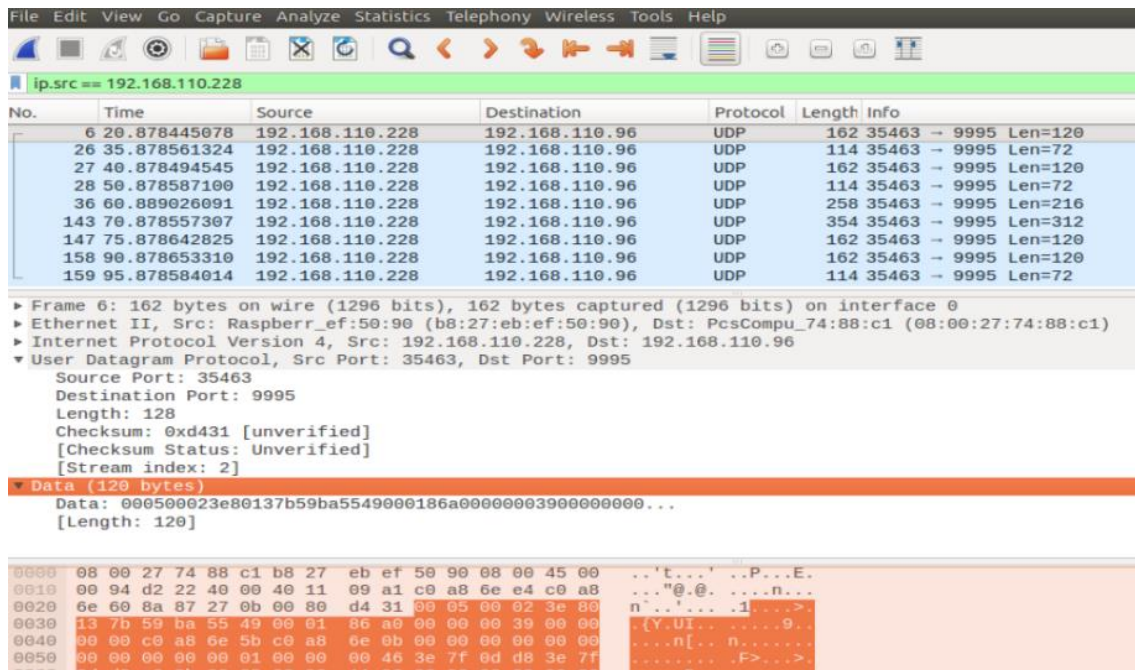 File Edit View Go Capture Analyze Statistics Telephony Wireless Tools Help
ip.src == 192.168.110.228
No. Time Source Destination Protocol Length Info
6 20.878445078 192.168.110.228 192.168.110.96 UDP 162 35463 → 9995 Len=120
26 35.878561324 192.168.110.228 192.168.110.96 UDP 114 35463 → 9995 Len=72
27 40.878494545 192.168.110.228 192.168.110.96 UDP 162 35463 → 9995 Len=120
28 50.878587100 192.168.110.228 192.168.110.96 UDP 114 35463 → 9995 Len=72
36 60.889026091 192.168.110.228 192.168.110.96 UDP 258 35463 → 9995 Len=216
143 70.878557307 192.168.110.228 192.168.110.96 UDP 354 35463 → 9995 Len=312
147 75.878642825 192.168.110.228 192.168.110.96 UDP 162 35463 → 9995 Len=120
158 90.878653310 192.168.110.228 192.168.110.96 UDP 162 35463 → 9995 Len=120
159 95.878584014 192.168.110.228 192.168.110.96 UDP 114 35463 → 9995 Len=72
Frame 6: 162 bytes on wire (1296 bits), 162 bytes captured (1296 bits) on interface 0
Ethernet II, Src: Raspberr_ef:50:90 (b8:27:eb:ef:50:90), Dst: PcsCompu_74:88:c1 (08:00:27:74:88:c1)
Internet Protocol Version 4, Src: 192.168.110.228, Dst: 192.168.110.96
User Datagram Protocol, Src Port: 35463, Dst Port: 9995
Source Port: 35463
Destination Port: 9995
Length: 128
Checksum: 0xd431 [unverified]
[Checksum Status: Unverified]
[Stream index: 2]
Data (120 bytes)
Data: 000500023e80137b59ba5549000186a00000003900000000...
[Length: 120]
0000 08 00 27 74 88 c1 b8 27 eb ef 50 90 08 00 45 00 ..'t...' ..P...E.
0010 00 94 d2 22 40 00 40 11 09 a1 c0 a8 6e e4 c0 a8 ..."@.@. ....n...
0020 6e 60 8a 87 27 0b 00 80 d4 31 00 05 00 02 3e 80 n`..'... .1....>.
0030 13 7b 59 ba 55 49 00 01 86 a0 00 00 00 39 00 00 .{Y.UI.. .....9..
0040 00 00 c0 a8 6e 5b c0 a8 6e 0b 00 00 00 00 00 00 ....n[.. n.......
0050 00 00 00 00 00 01 00 00 00 46 3e 7f 0d d8 3e 7f ........ .F>...>.